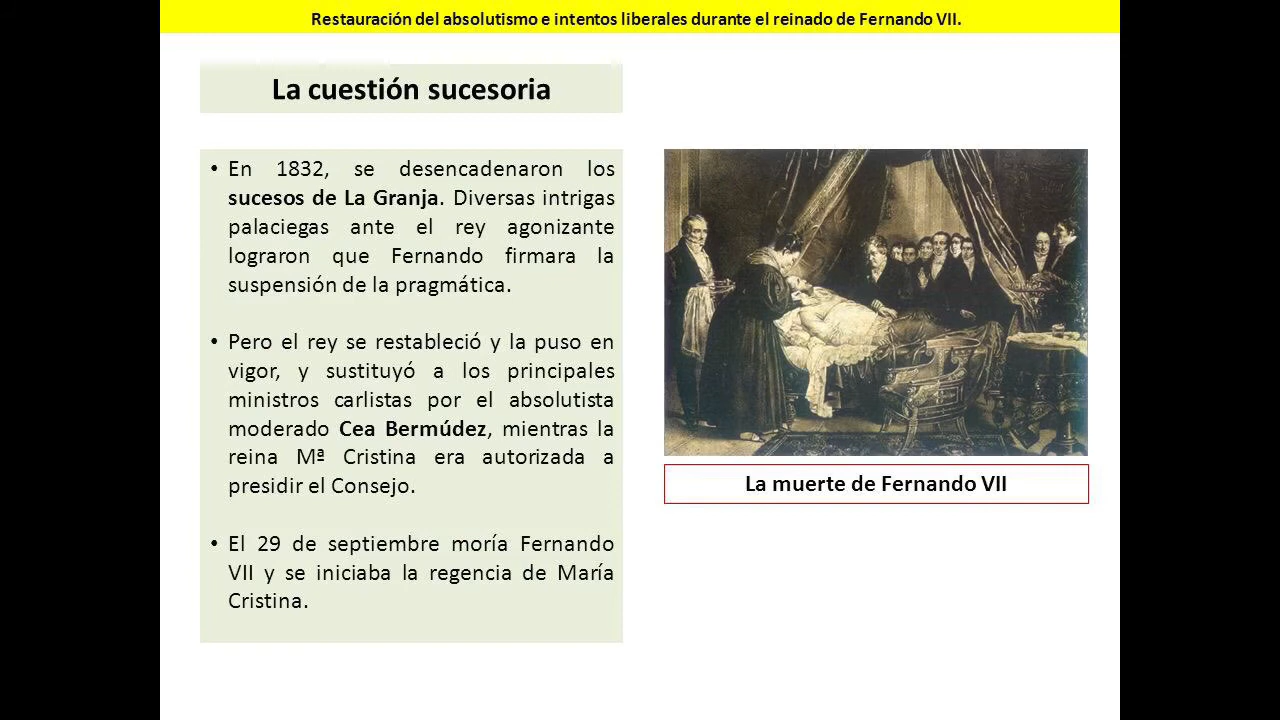 Restauración del absolutismo e intentos liberales durante el reinado de Fernando VII.
La cuestión sucesoria
• En 1832, se desencadenaron los
sucesos de La Granja. Diversas intrigas
palaciegas ante el rey agonizante
lograron que Fernando firmara la
suspensión de la pragmática.
• Pero el rey se restableció y la puso en
vigor, y sustituyó a los principales
ministros carlistas por el absolutista
moderado Cea Bermúdez, mientras la
reina Mª Cristina era autorizada a
presidir el Consejo.
• El 29 de septiembre moría Fernando
VII y se iniciaba la regencia de María
Cristina.
La muerte de Fernando VII